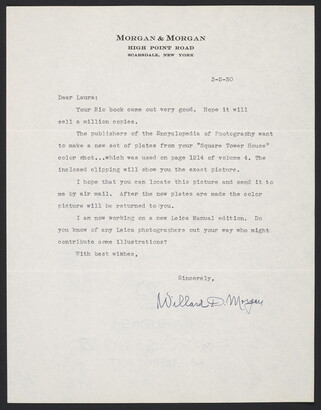 MORGAN & MORGAN
HIGH POINT ROAD
SCARSDALE, NEW YORK
3-8-50
Dear Laura:
Your Rio book came out very good. Hope it will
sell a million copies.
The publishers of the Encyulopedia of Photography want
to make a new set of plates from your "Square Tower House"
color shot...which was used on page 1214 of volume 4. The
inclosed clipping will show you the exact picture.
I hope that you can locate this picture and send it to
me by air mail. After the new plates are made the color
picture will be returned to you.
I am now working on a new Leica Manual edition. Do
you know of any Leica photographers out your way who might
contribute some illustrations?
With best wishes,
Sincerely,
Willard D. Morgan